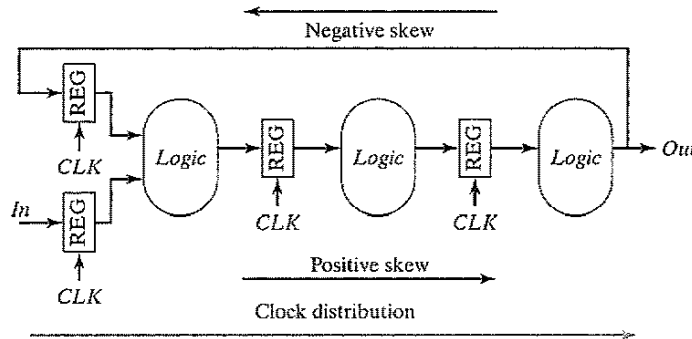 Negative skew
REG
CLK
Logic
REG
CLK
Logic
REG
CLK
Logic
Out
In
REG
CLK
Positive skew
Clock distribution